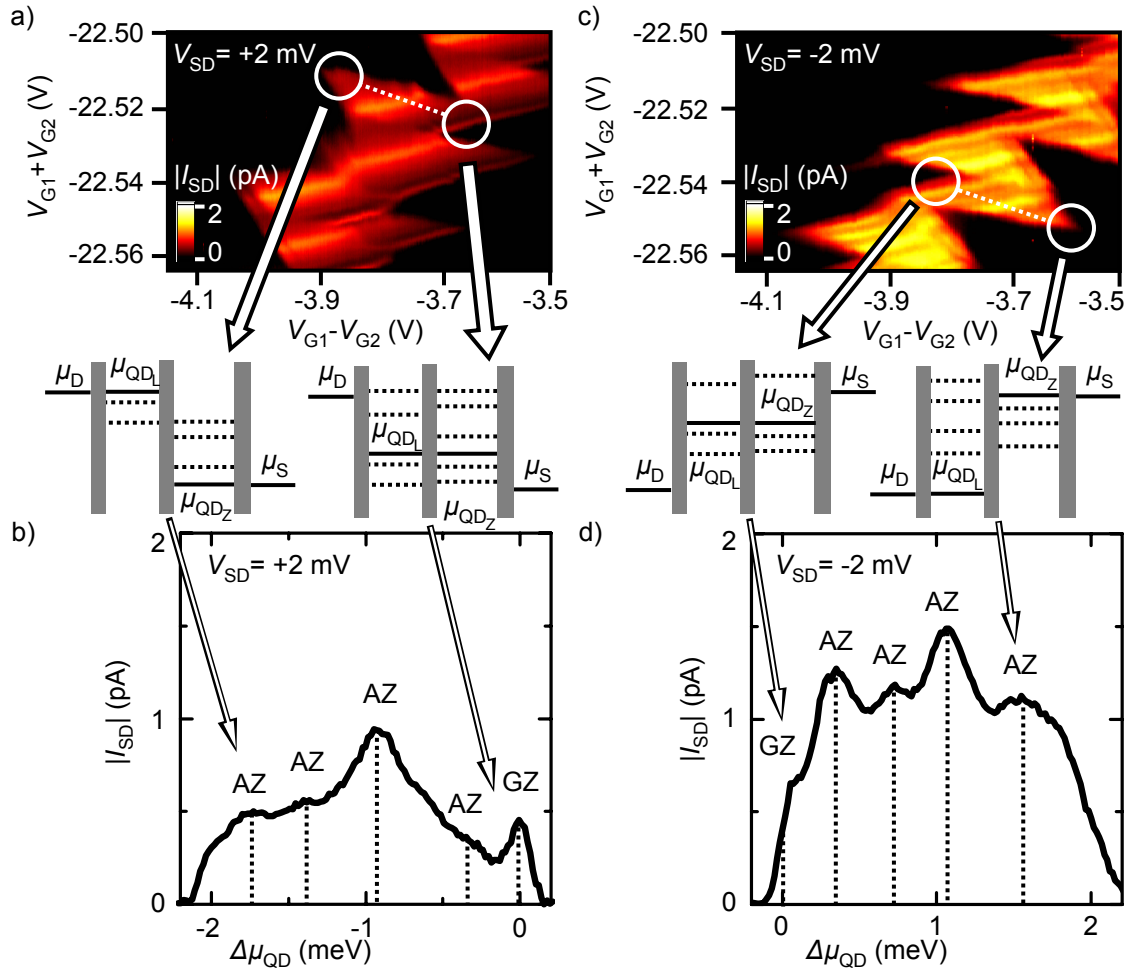 a)
V_SD = +2 mV
V_G1+V_G2 (V)
-22.50
-22.52
-22.54
-22.56
|I_SD| (pA)
2
0
-4.1
-3.9
-3.7
-3.5
V_G1-V_G2 (V)
c)
V_SD = -2 mV
V_G1+V_G2 (V)
-22.50
-22.52
-22.54
-22.56
|I_SD| (pA)
2
0
-4.1
-3.9
-3.7
-3.5
V_G1-V_G2 (V)
μ_D
μ_QD_L
μ_S
μ_QD_Z
μ_D
μ_QD_L
μ_S
μ_QD_Z
μ_S
μ_QD_Z
μ_D
μ_QD_L
μ_QD_Z
μ_S
μ_D
μ_QD_L
b)
V_SD = +2 mV
2
1
0
|I_SD| (pA)
AZ
AZ
AZ
AZ
GZ
-2
-1
0
Δμ_QD (meV)
d)
V_SD = -2 mV
2
1
0
|I_SD| (pA)
GZ
AZ
AZ
AZ
AZ
0
1
2
Δμ_QD (meV)